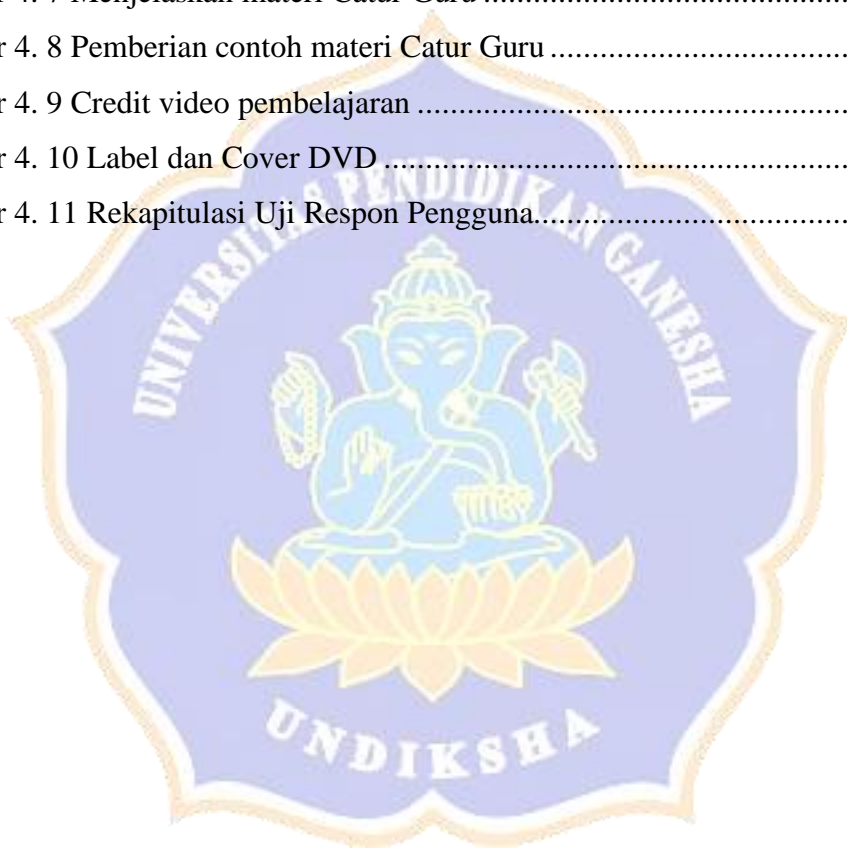 r 4. 7 Menjelaskan materi Catur Guru ....................................................
r 4. 8 Pemberian contoh materi Catur Guru ..........................................
r 4. 9 Credit video pembelajaran ............................................................
r 4. 10 Label dan Cover DVD ................................................................
r 4. 11 Rekapitulasi Uji Respon Pengguna............................................
UNIVERSITAS PENDIDIKAN GANESHA
UNDIKSHA